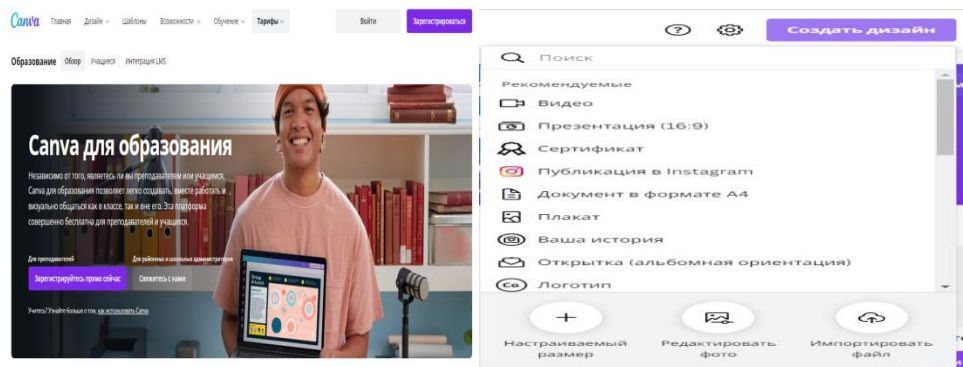 Canva Главная Дизайн Шаблоны Возможности Обучение Тарифы Войти Зарегистрироваться
Образование Обзор Учащиеся Интеграция LMS
Canva для образования
Независимо от того, являетесь ли вы преподавателем или учащимся,
Canva для образования позволяет легко создавать, вместе работать и
визуально общаться как в классе, так и вне его. Эта платформа
совершенно бесплатна для преподавателей и учащихся.
Для преподавателей Для районных и школьных администраторов
Зарегистрируйтесь прямо сейчас Свяжитесь с нами
Учитесь? Узнайте больше о том, как использовать Canva
Создать дизайн
Поиск
Рекомендуемые
Видео
Презентация (16:9)
Сертификат
Публикация в Instagram
Документ в формате A4
Плакат
Ваша история
Открытка (альбомная ориентация)
Co. Логотип
Настраиваемый размер
Редактировать фото
Импортировать файл